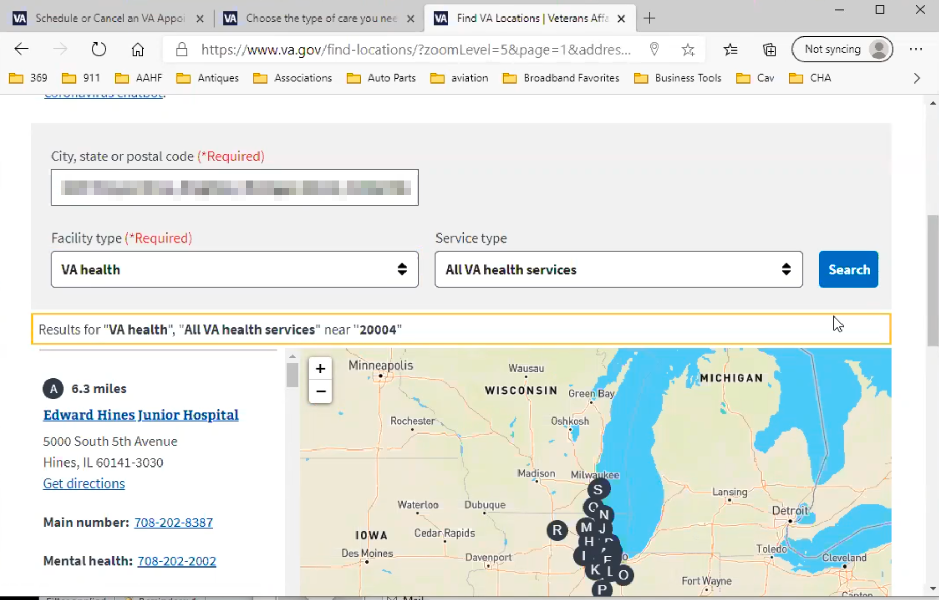 Schedule or Cancel an VA Appoi
Choose the type of care you nee
Find VA Locations | Veterans Affa
https://www.va.gov/find-locations/?zoomLevel=5&page=1&addres...
Not syncing
369
911
AAHF
Antiques
Associations
Auto Parts
aviation
Broadband Favorites
Business Tools
Cav
CHA
coronavirus chatbot.
City, state or postal code (*Required)
Facility type (*Required)
Service type
VA health
All VA health services
Search
Results for "VA health", "All VA health services" near "20004"
A 6.3 miles
Edward Hines Junior Hospital
5000 South 5th Avenue
Hines, IL 60141-3030
Get directions
Main number: 708-202-8387
Mental health: 708-202-2002
+
−
Minneapolis
Wausau
WISCONSIN
Green Bay
MICHIGAN
Rochester
Oshkosh
Madison
Milwaukee
Lansing
Detroit
Waterloo
Dubuque
IOWA
Cedar Rapids
Des Moines
Davenport
Toledo
Cleveland
Fort Wayne
S
N
R
M
J
H
I
F
K
L
O
P